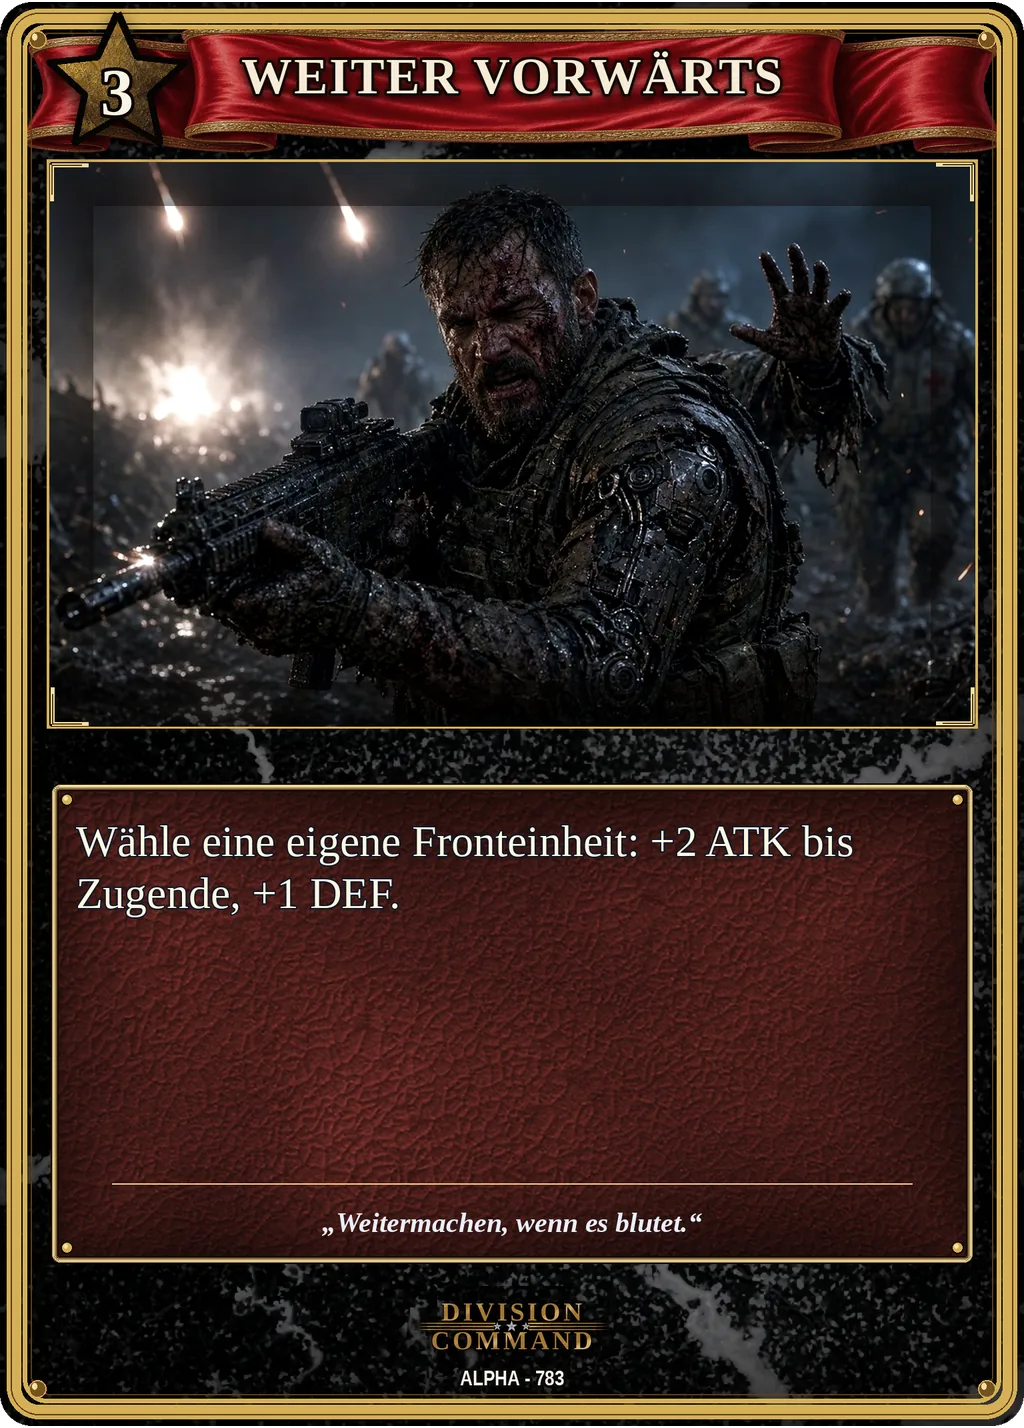 3
WEITER VORWÄRTS
Wähle eine eigene Fronteinheit: +2 ATK bis
Zugende, +1 DEF.
„Weitermachen, wenn es blutet.“
DIVISION
COMMAND
ALPHA - 783